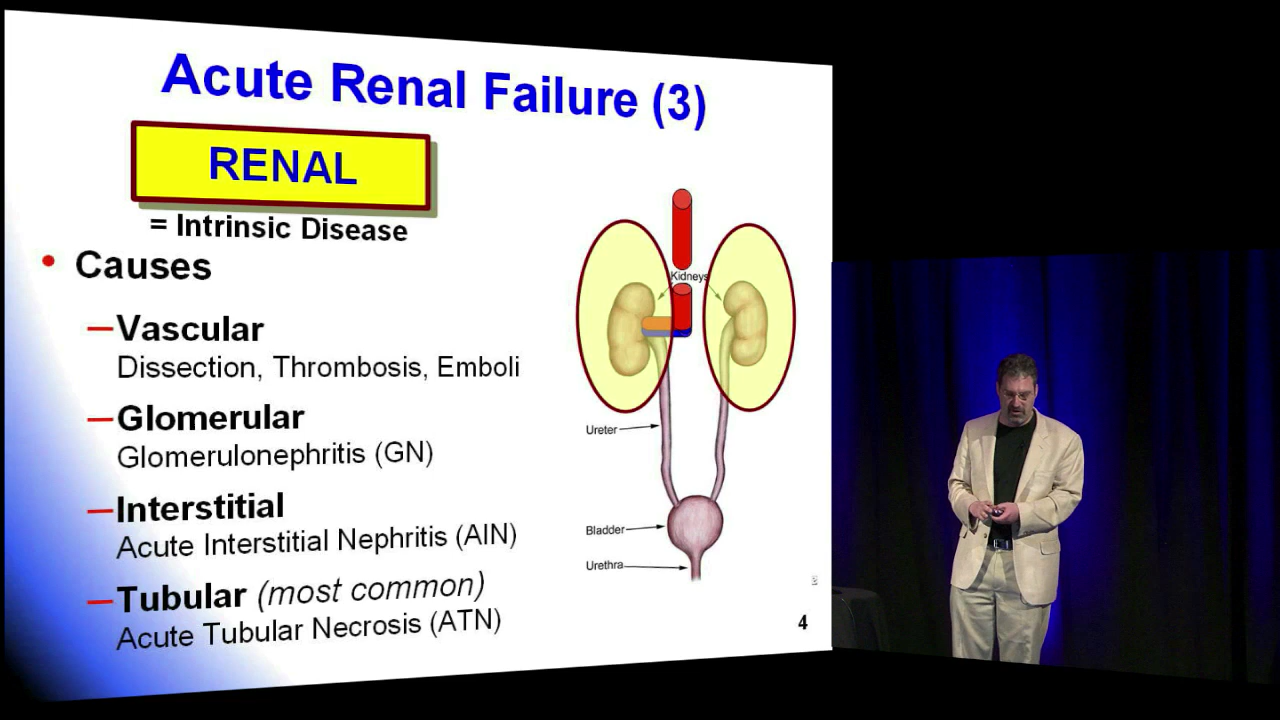 Acute Renal Failure (3)
RENAL
= Intrinsic Disease
• Causes
—Vascular
Dissection, Thrombosis, Emboli
—Glomerular
Glomerulonephritis (GN)
—Interstitial
Acute Interstitial Nephritis (AIN)
—Tubular (most common)
Acute Tubular Necrosis (ATN)
Kidneys
Ureter
Bladder
Urethra
4